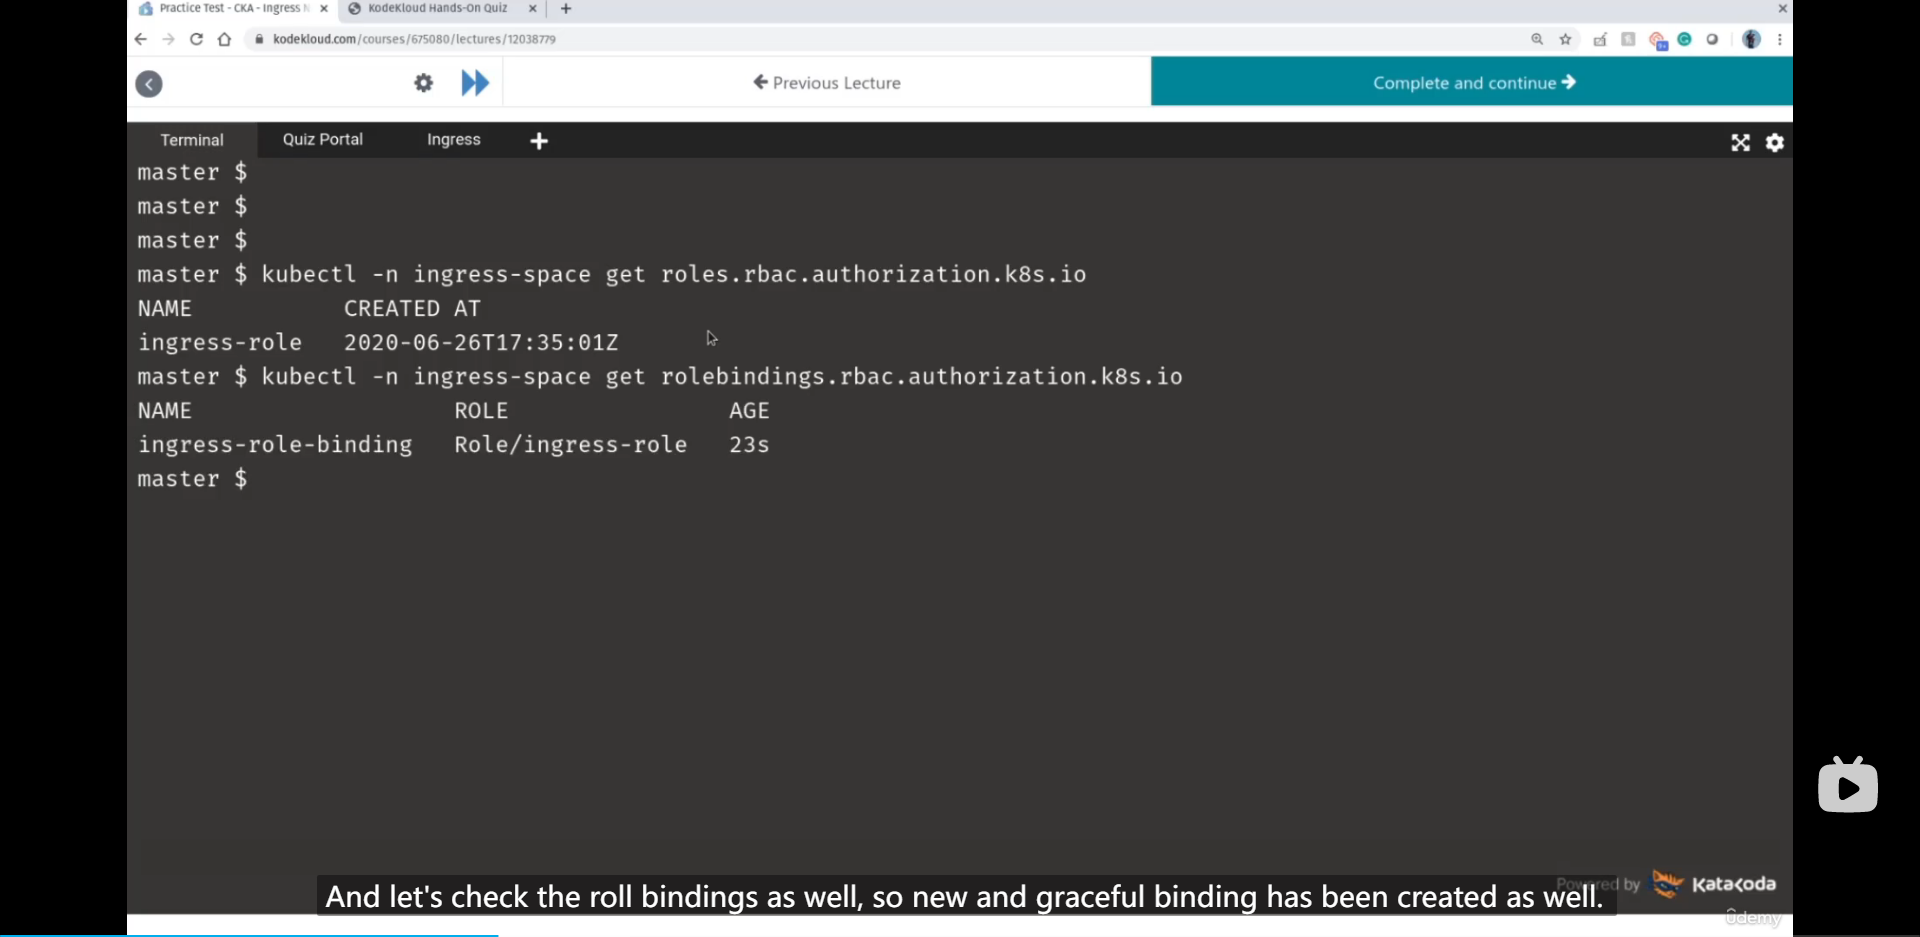 Practice Test - CKA - Ingress N
KodeKloud Hands-On Quiz
kodekloud.com/courses/675080/lectures/12038779
Previous Lecture
Complete and continue
Terminal
Quiz Portal
Ingress
master $
master $
master $
master $ kubectl -n ingress-space get roles.rbac.authorization.k8s.io
NAME CREATED AT
ingress-role 2020-06-26T17:35:01Z
master $ kubectl -n ingress-space get rolebindings.rbac.authorization.k8s.io
NAME ROLE AGE
ingress-role-binding Role/ingress-role 23s
master $
Powered by Katacoda
And let's check the roll bindings as well, so new and graceful binding has been created as well.
ûdemy